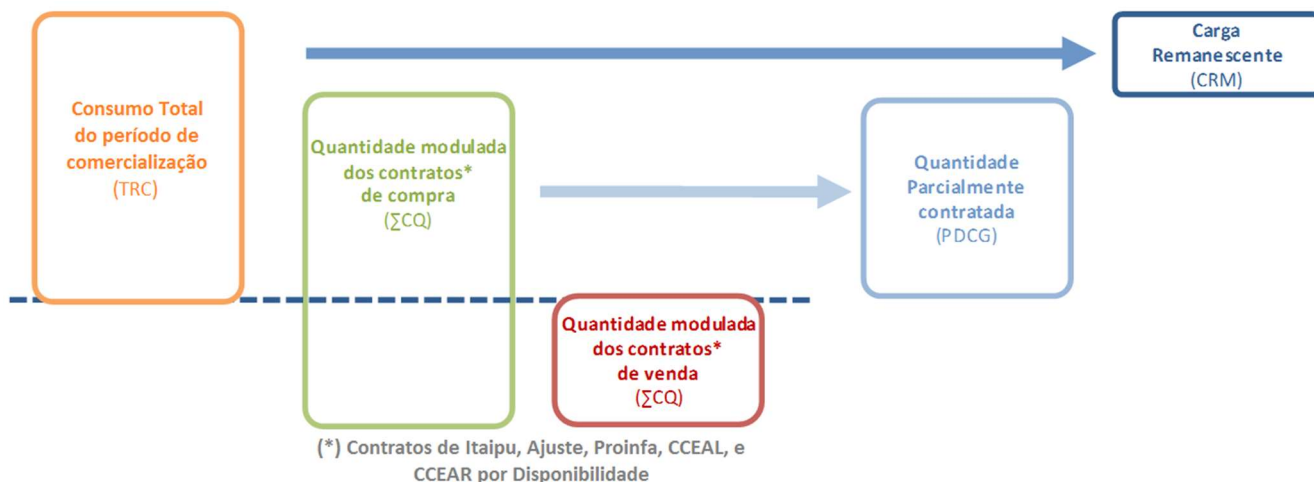 Consumo Total
do período de
comercialização
(TRC)
Quantidade modulada
dos contratos*
de compra
(∑CQ)
Quantidade modulada
dos contratos*
de venda
(∑CQ)
Quantidade
Parcialmente
contratada
(PDCG)
Carga
Remanescente
(CRM)
(*) Contratos de Itaipu, Ajuste, Proinfa, CCEAL, e
CCEAR por Disponibilidade